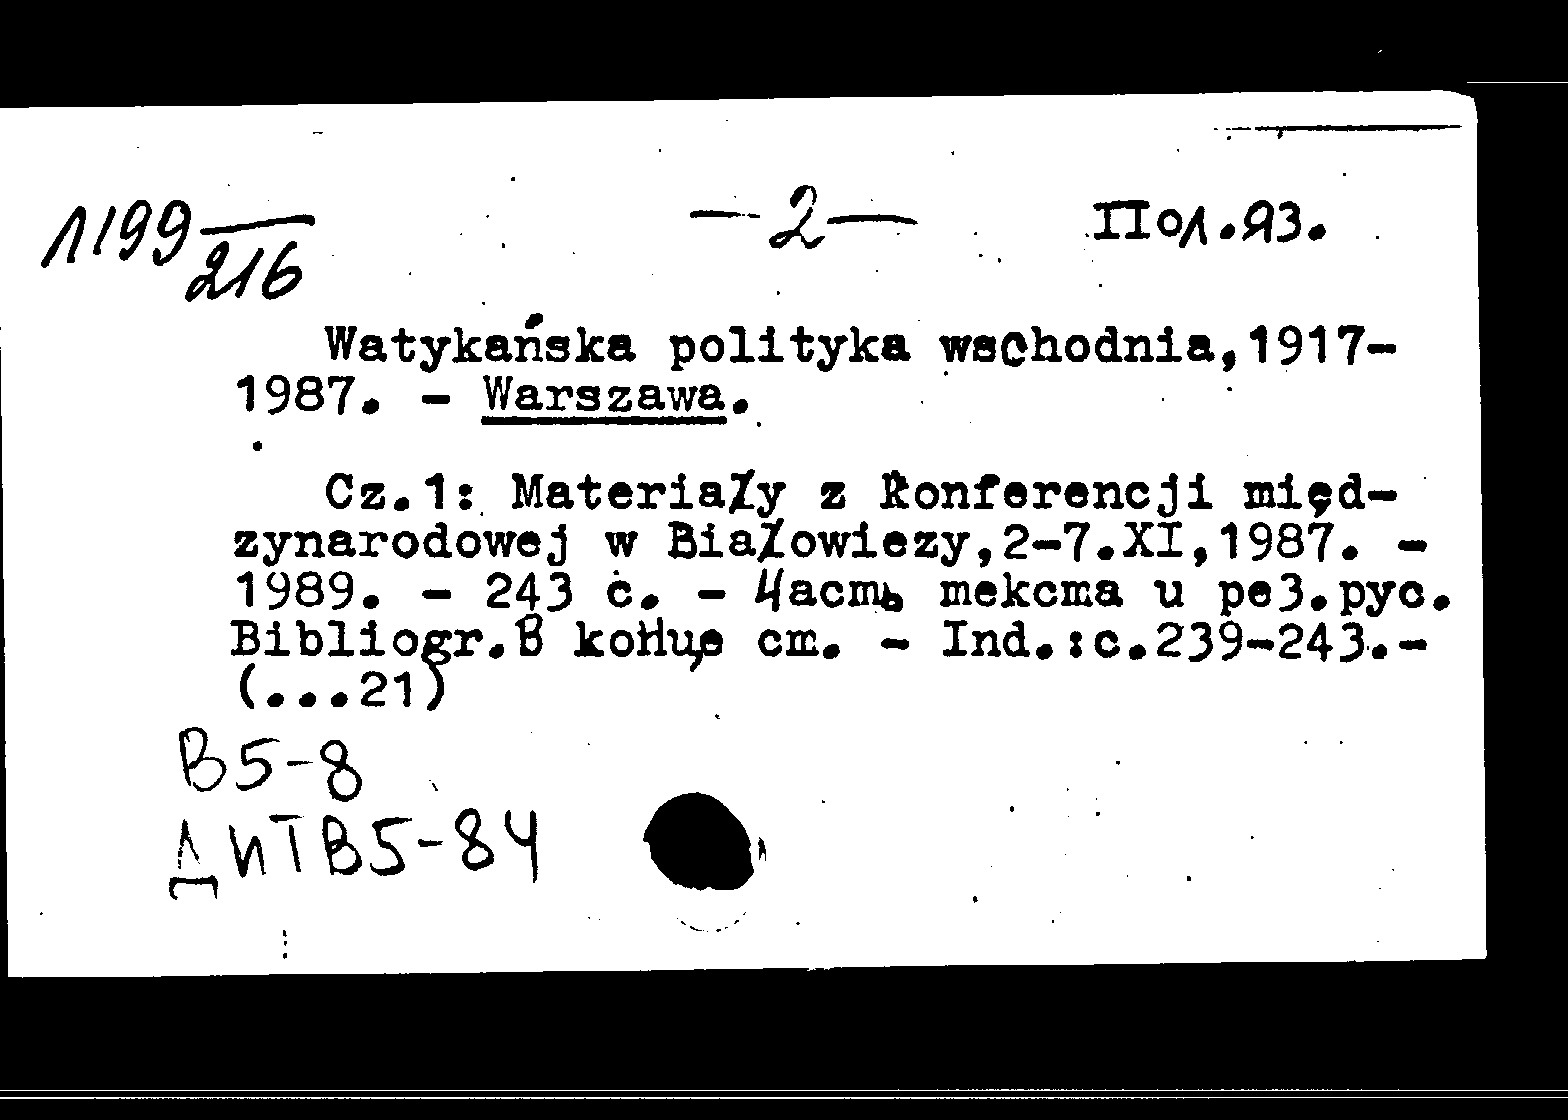 Л199/216 —2— Пол.яз.
Watykańska polityka wschodnia,1917-
1987. - Warszawa.
Cz.1: Materiały z Konferencji międ-
zynarodowej w Białowiezy,2-7.XI,1987. -
1989. - 243 с. - Часть текста и рез.рус.
Bibliogr.В конце ст. - Ind.:с.239-243.-
(...21)
В5-8
ДИТВ5-84